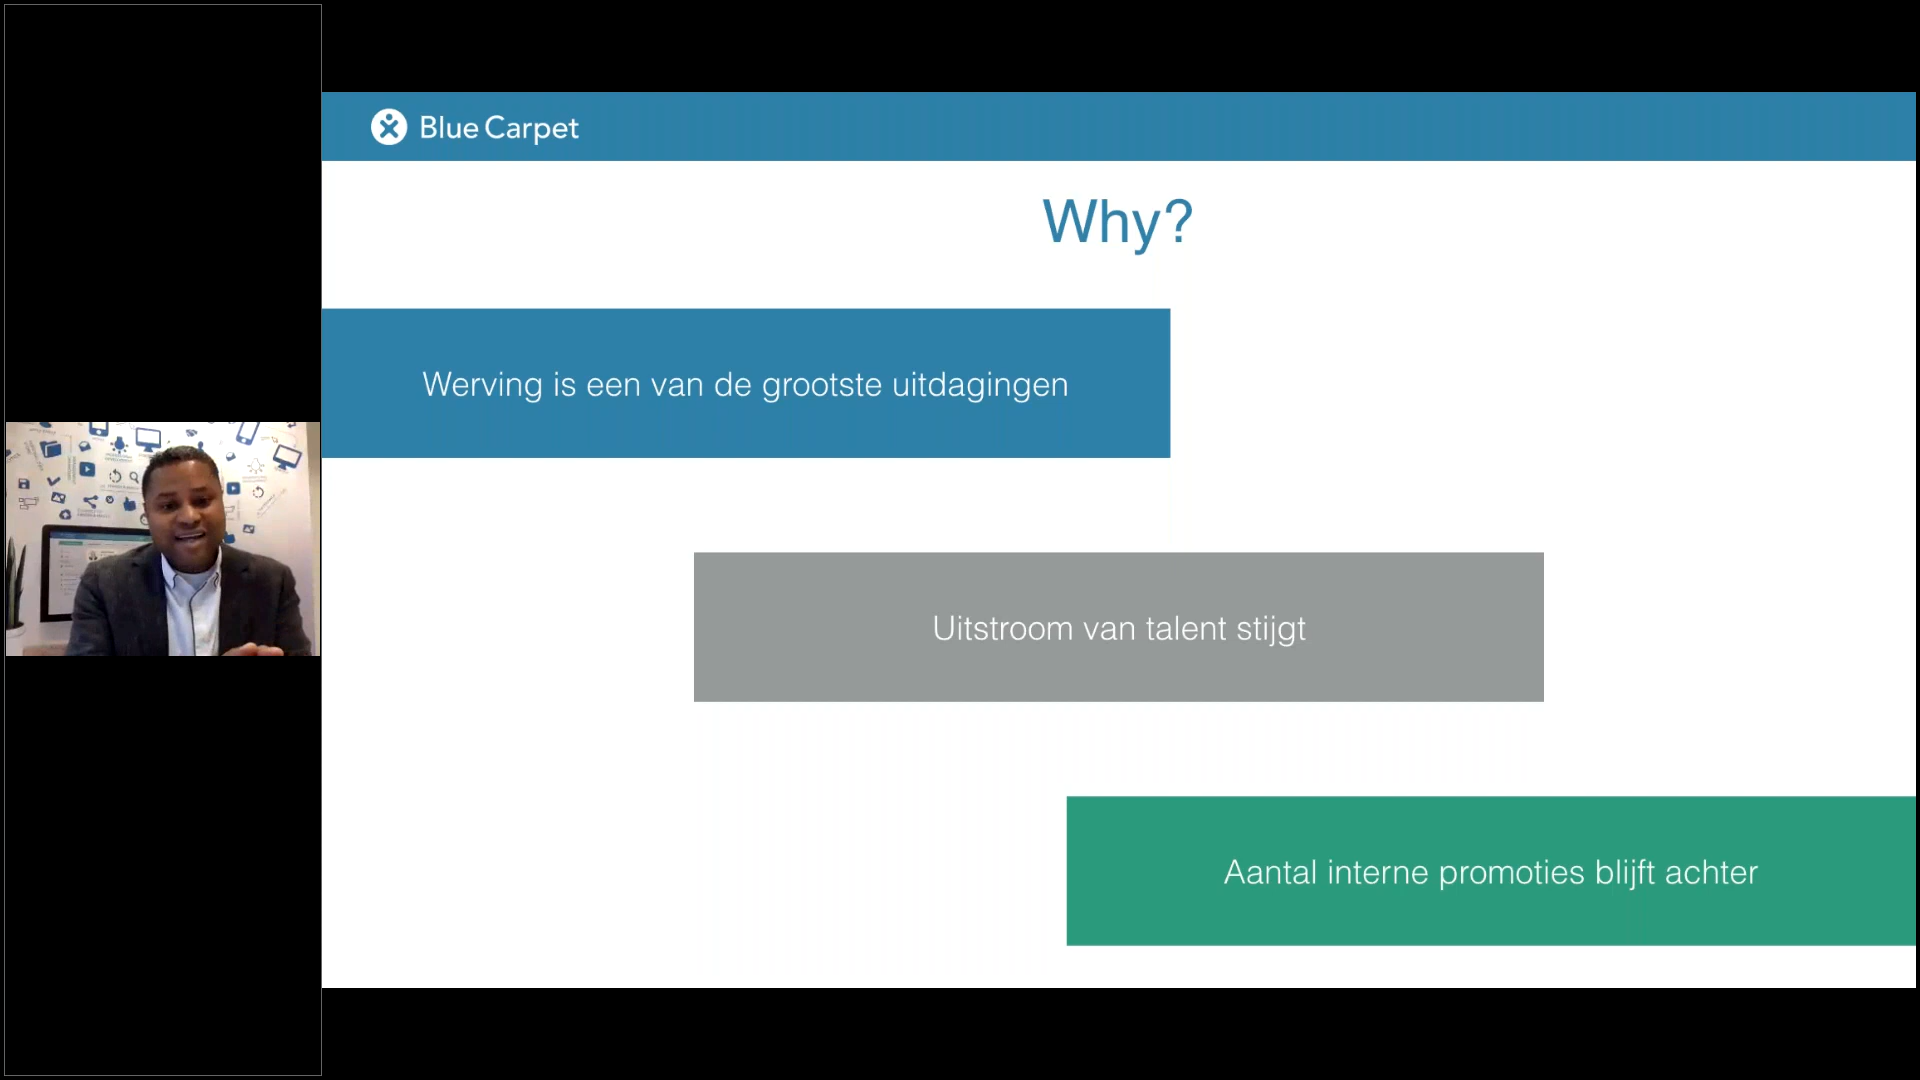 Blue Carpet
Why?
Werving is een van de grootste uitdagingen
Uitstroom van talent stijgt
Aantal interne promoties blijft achter